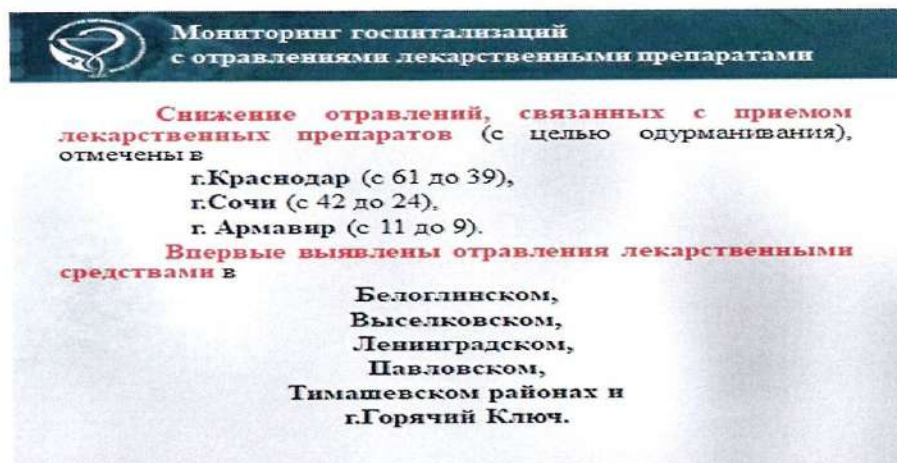 Мониторинг госпитализаций
с отравлениями лекарственными препаратами
Снижение отравлений, связанных с приемом
лекарственных препаратов (с целью одурманивания),
отмечены в
г.Краснодар (с 61 до 39),
г.Сочи (с 42 до 24),
г. Армавир (с 11 до 9).
Впервые выявлены отравления лекарственными
средствами в
Белоглинском,
Выселковском,
Ленинградском,
Павловском,
Тимашевском районах и
г.Горячий Ключ.